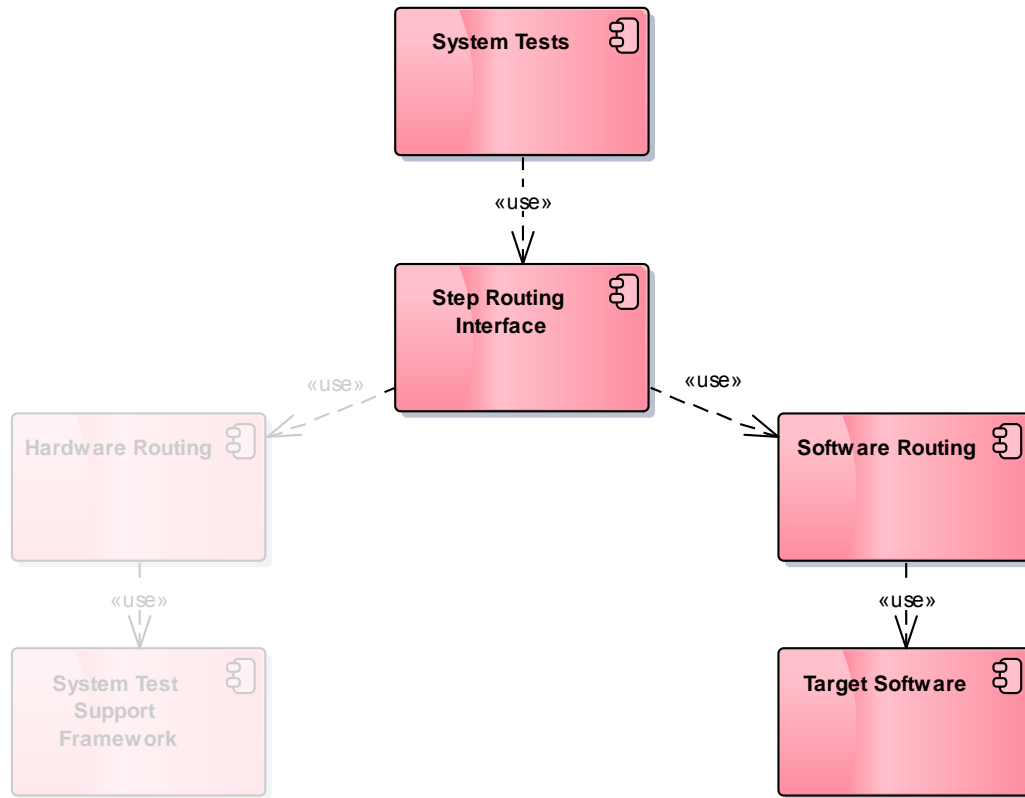 System Tests
«use»
Step Routing
Interface
«use»
«use»
Hardware Routing
Software Routing
«use»
«use»
System Test
Support
Framework
Target Software